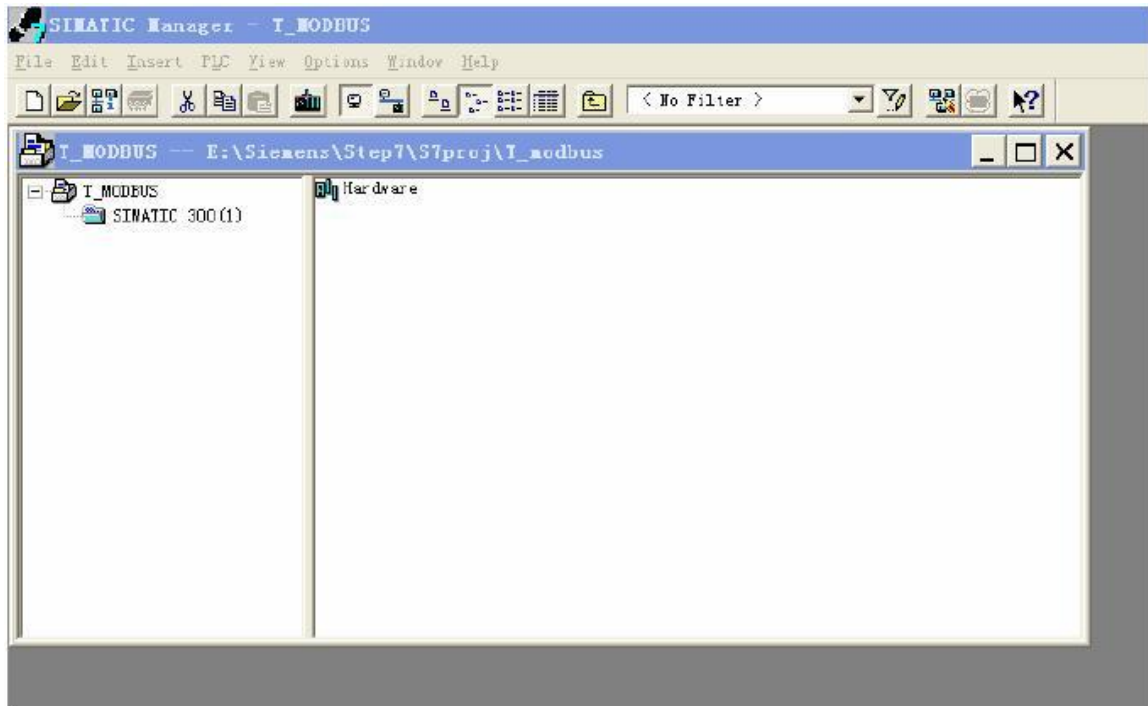 SIMATIC Manager - T_MODBUS
File Edit Insert PLC View Options Window Help
< No Filter >
T_MODBUS -- E:\Siemens\Step7\S7proj\T_modbus
T_MODBUS
Hardware
SIMATIC 300(1)